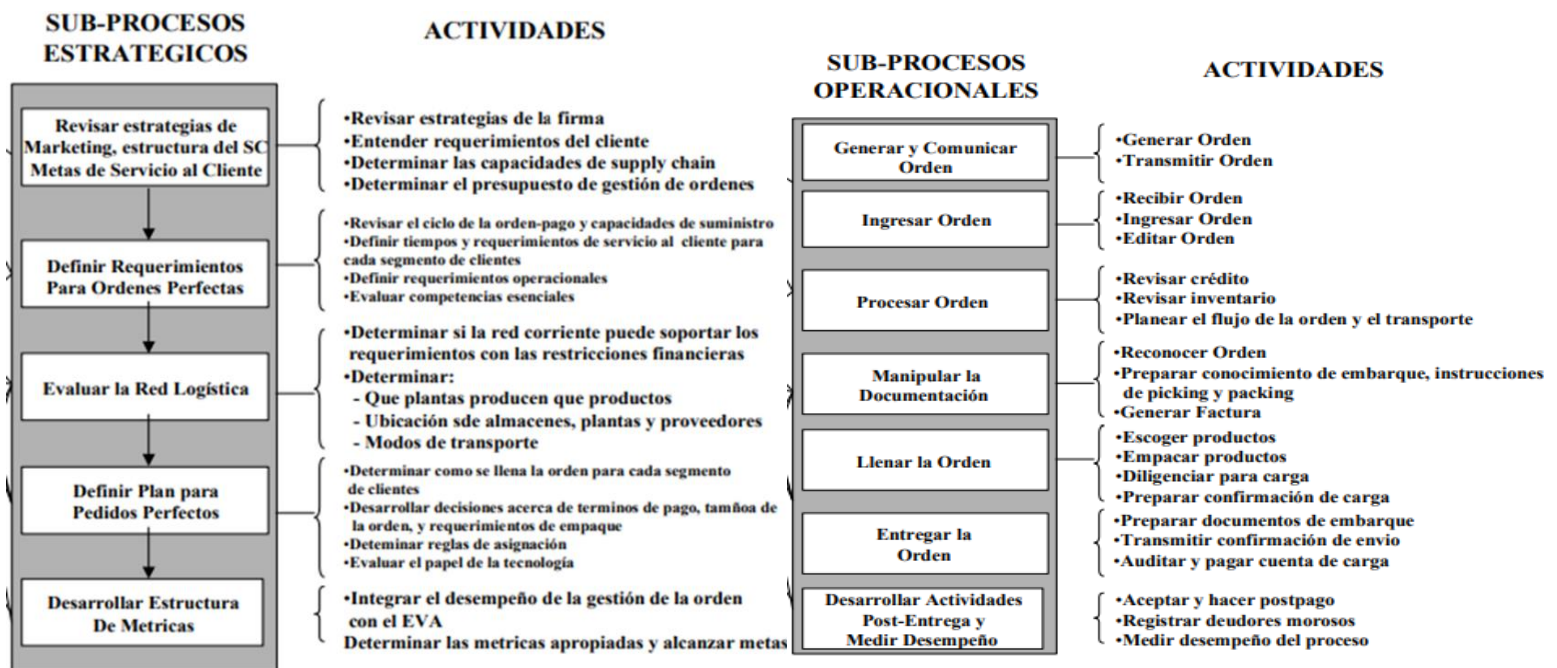 SUB-PROCESOS
ESTRATEGICOS
ACTIVIDADES
Revisar estrategias de
Marketing, estructura del SC
Metas de Servicio al Cliente
•Revisar estrategias de la firma
•Entender requerimientos del cliente
•Determinar las capacidades de supply chain
•Determinar el presupuesto de gestión de ordenes
Definir Requerimientos
Para Ordenes Perfectas
•Revisar el ciclo de la orden-pago y capacidades de suministro
•Definir tiempos y requerimientos de servicio al cliente para
cada segmento de clientes
•Definir requerimientos operacionales
•Evaluar competencias esenciales
Evaluar la Red Logística
•Determinar si la red corriente puede soportar los
requerimientos con las restricciones financieras
•Determinar:
- Que plantas producen que productos
- Ubicación sde almacenes, plantas y proveedores
- Modos de transporte
Definir Plan para
Pedidos Perfectos
•Determinar como se llena la orden para cada segmento
de clientes
•Desarrollar decisiones acerca de terminos de pago, tamñoa de
la orden, y requerimientos de empaque
•Deteminar reglas de asignación
•Evaluar el papel de la tecnología
Desarrollar Estructura
De Metricas
•Integrar el desempeño de la gestión de la orden
con el EVA
Determinar las metricas apropiadas y alcanzar metas
SUB-PROCESOS
OPERACIONALES
ACTIVIDADES
Generar y Comunicar
Orden
•Generar Orden
•Transmitir Orden
Ingresar Orden
•Recibir Orden
•Ingresar Orden
•Editar Orden
Procesar Orden
•Revisar crédito
•Revisar inventario
•Planear el flujo de la orden y el transporte
Manipular la
Documentación
•Reconocer Orden
•Preparar conocimiento de embarque, instrucciones
de picking y packing
•Generar Factura
Llenar la Orden
•Escoger productos
•Empacar productos
•Diligenciar para carga
•Preparar confirmación de carga
Entregar la
Orden
•Preparar documentos de embarque
•Transmitir confirmación de envio
•Auditar y pagar cuenta de carga
Desarrollar Actividades
Post-Entrega y
Medir Desempeño
•Aceptar y hacer postpago
•Registrar deudores morosos
•Medir desempeño del proceso